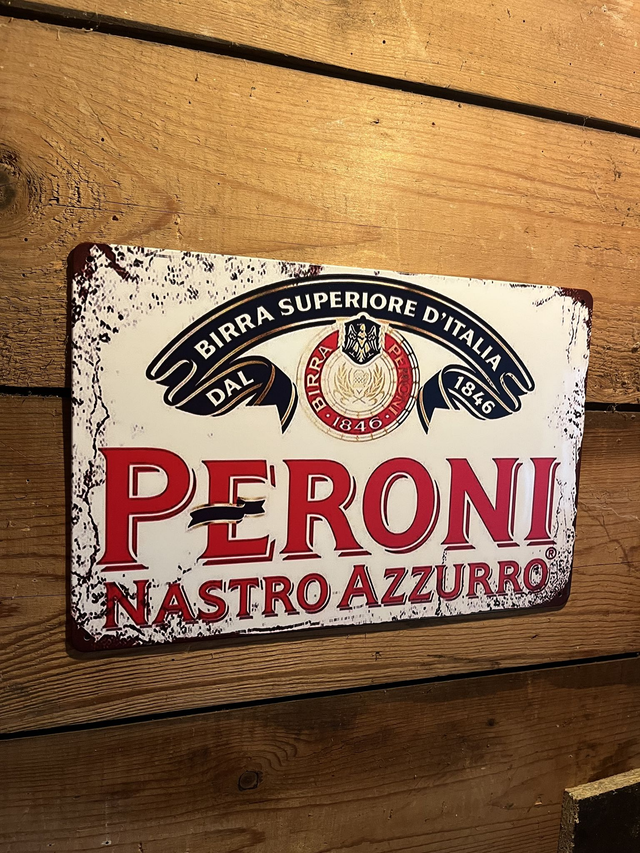 BIRRA SUPERIORE D'ITALIA
DAL 1846
BIRRA PERONI
·1846·
PERONI
NASTRO AZZURRO®